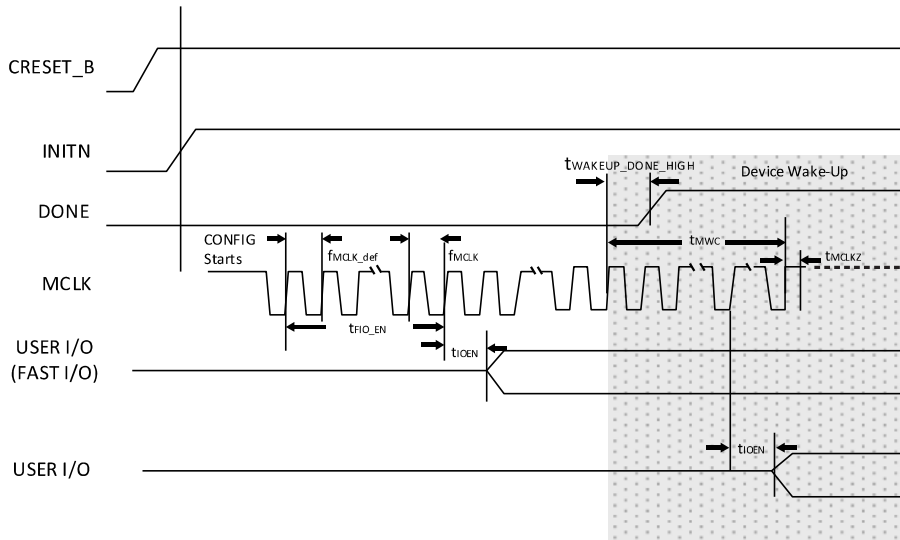 CRESET_B
INITN
tWAKEUP_DONE_HIGH
Device Wake-Up
DONE
CONFIG
Starts
fMCLK_def
fMCLK
tMWC
tMCLKZ
MCLK
tFIO_EN
USER I/O
(FAST I/O)
tIOEN
USER I/O
tIOEN